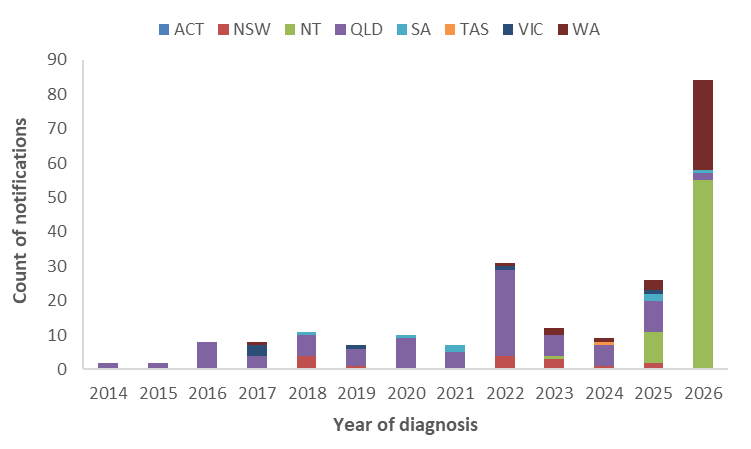 ACT NSW NT QLD SA TAS VIC WA
90
80
70
60
50
40
30
20
10
0
Count of notifications
2014 2015 2016 2017 2018 2019 2020 2021 2022 2023 2024 2025 2026
Year of diagnosis